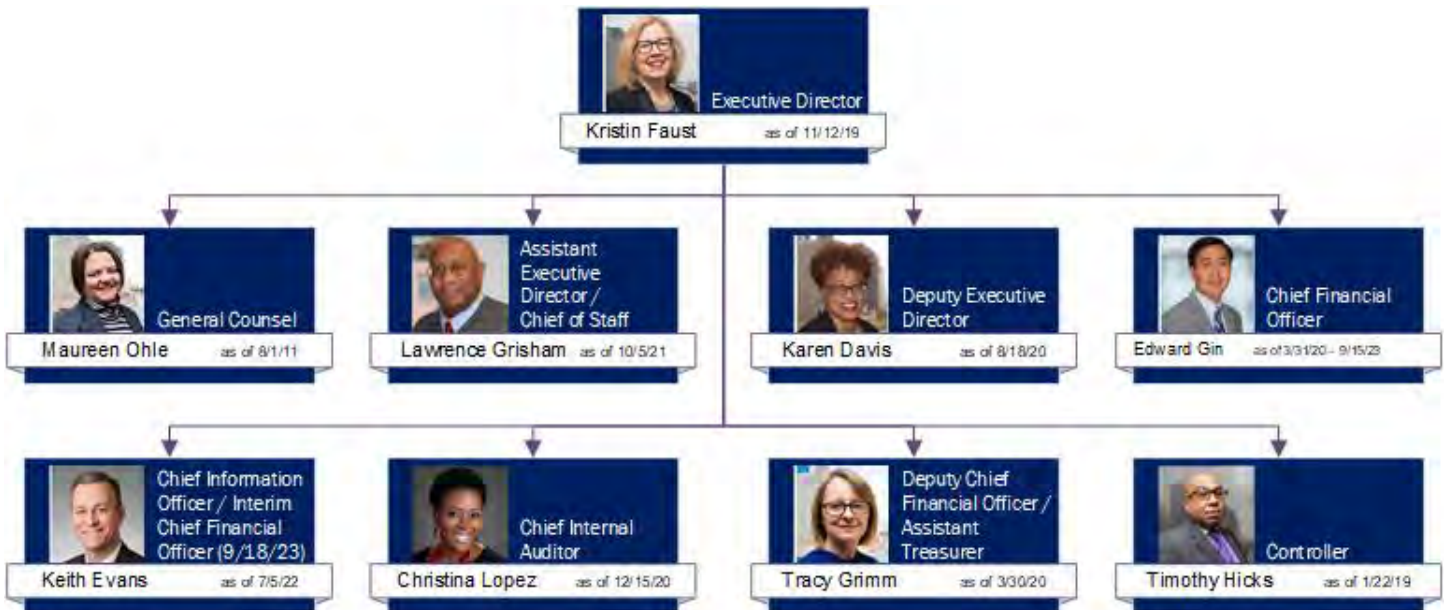 Executive Director
Kristin Faust as of 11/12/19
General Counsel
Maureen Ohle as of 8/1/11
Assistant
Executive
Director /
Chief of Staff
Lawrence Grisham as of 10/5/21
Deputy Executive
Director
Karen Davis as of 8/18/20
Chief Financial
Officer
Edward Gin as of 3/31/20 - 9/15/23
Chief Information
Officer / Interim
Chief Financial
Officer (9/18/23)
Keith Evans as of 7/5/22
Chief Internal
Auditor
Christina Lopez as of 12/15/20
Deputy Chief
Financial Officer /
Assistant
Treasurer
Tracy Grimm as of 3/30/20
Controller
Timothy Hicks as of 1/22/19